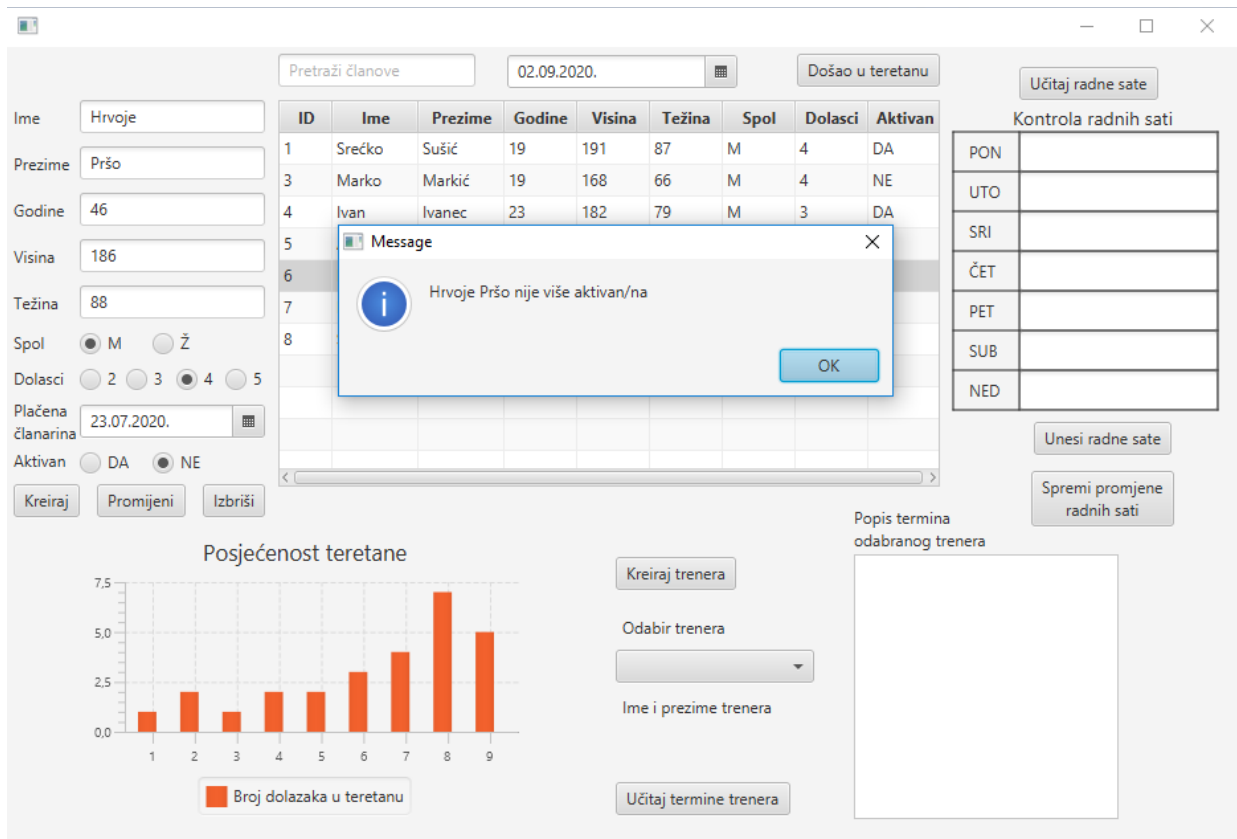 Pretraži članove
02.09.2020.
Došao u teretanu
Učitaj radne sate
Ime
Hrvoje
Prezime
Pršo
Godine
46
Visina
186
Težina
88
Spol
M
Ž
Dolasci
2
3
4
5
Plačena
članarina
23.07.2020.
Aktivan
DA
NE
Kreiraj
Promijeni
Izbriši
ID Ime Prezime Godine Visina Težina Spol Dolasci Aktivan
1 Srećko Sušić 19 191 87 M 4 DA
3 Marko Markić 19 168 66 M 4 NE
4 Ivan Ivanec 23 182 79 M 3 DA
5
6
7
8
Message
Hrvoje Pršo nije više aktivan/na
OK
Kontrola radnih sati
PON
UTO
SRI
ČET
PET
SUB
NED
Unesi radne sate
Spremi promjene
radnih sati
Posjećenost teretane
7,5
5,0
2,5
0,0
1 2 3 4 5 6 7 8 9
Broj dolazaka u teretanu
Kreiraj trenera
Odabir trenera
Ime i prezime trenera
Učitaj termine trenera
Popis termina
odabranog trenera